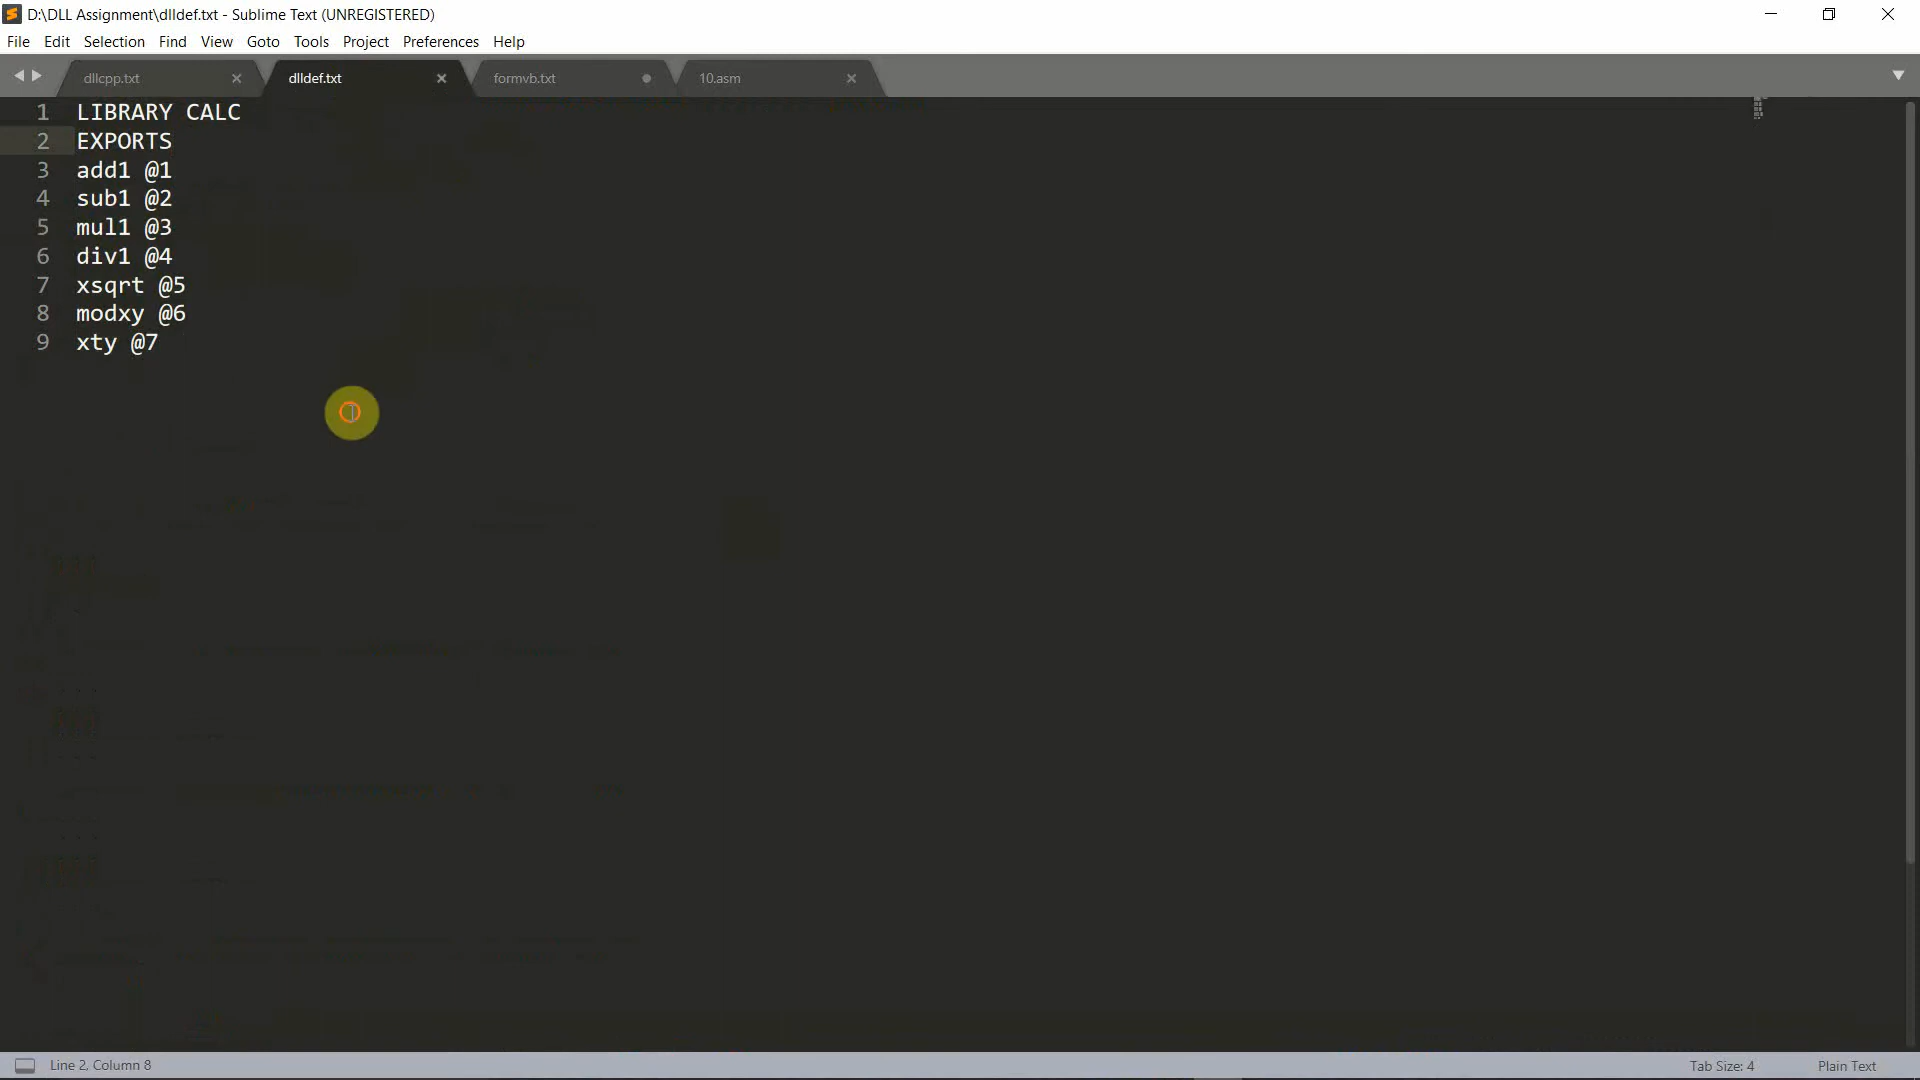 D:\DLL Assignment\dlldef.txt - Sublime Text (UNREGISTERED)
File Edit Selection Find View Goto Tools Project Preferences Help
dllcpp.txt dlldef.txt formvb.txt 10.asm
1 LIBRARY CALC
2 EXPORTS
3 add1 @1
4 sub1 @2
5 mul1 @3
6 div1 @4
7 xsqrt @5
8 modxy @6
9 xty @7
Line 2, Column 8 Tab Size: 4 Plain Text